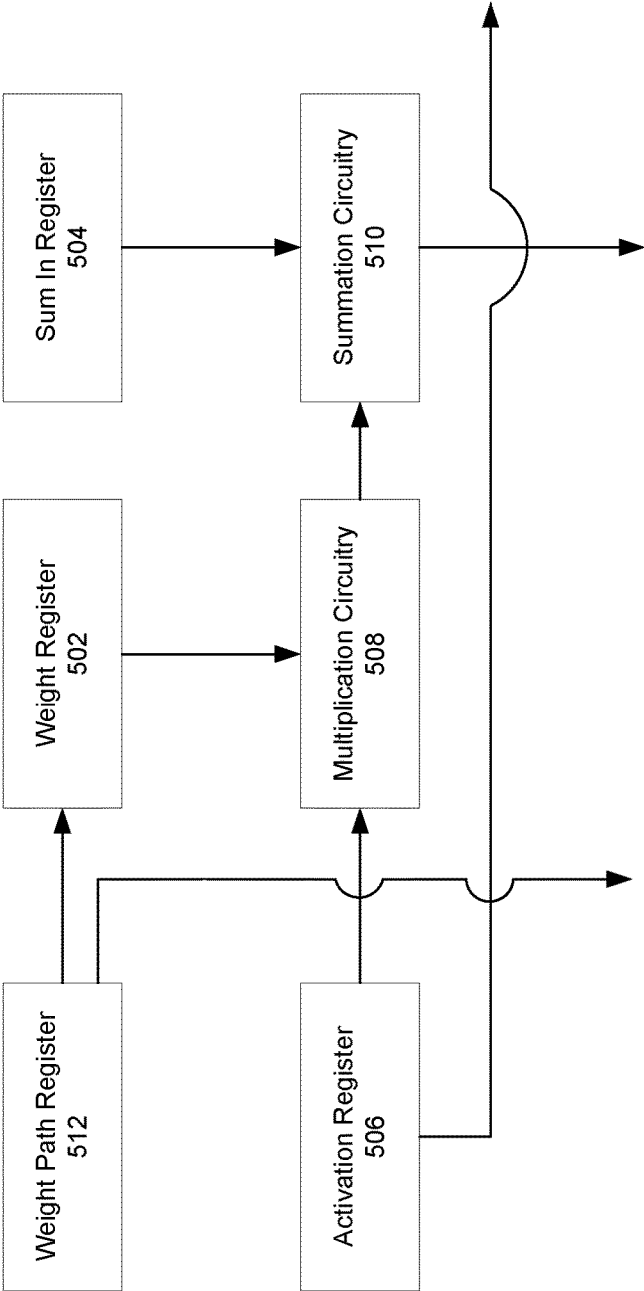 Weight Path Register
512
Weight Register
502
Sum In Register
504
Activation Register
506
Multiplication Circuitry
508
Summation Circuitry
510